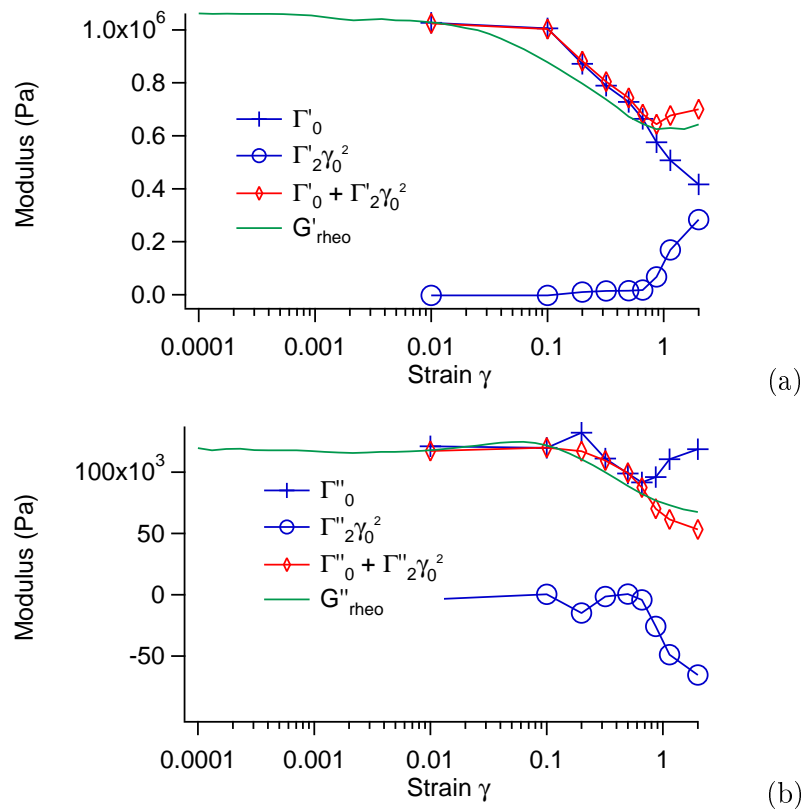 1.0x10⁶
0.8
0.6
0.4
0.2
0.0
Modulus (Pa)
Γ'₀
Γ'₂γ₀²
Γ'₀ + Γ'₂γ₀²
G'rheo
0.0001 0.001 0.01 0.1 1
Strain γ
(a)
100x10³
50
0
-50
Modulus (Pa)
Γ''₀
Γ''₂γ₀²
Γ''₀ + Γ''₂γ₀²
G''rheo
0.0001 0.001 0.01 0.1 1
Strain γ
(b)